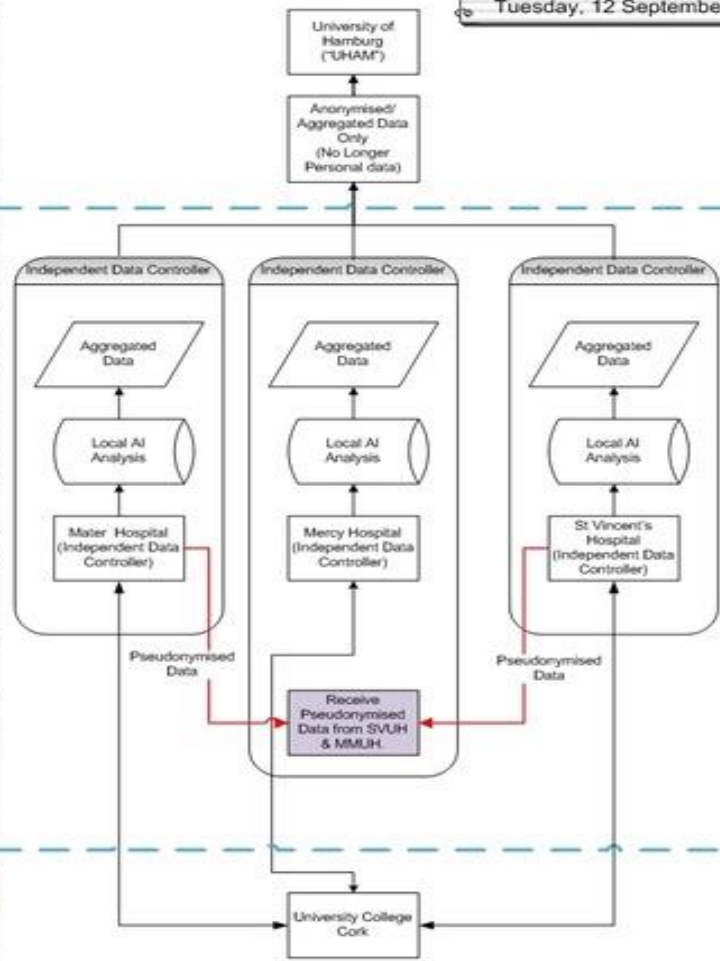 Tuesday, 12 September
University of
Hamburg
("UHAM")
Anonymised/
Aggregated Data
Only
(No Longer
Personal data)
Independent Data Controller
Independent Data Controller
Independent Data Controller
Aggregated
Data
Aggregated
Data
Aggregated
Data
Local AI
Analysis
Local AI
Analysis
Local AI
Analysis
Mater Hospital
(Independent Data
Controller)
Mercy Hospital
(Independent Data
Controller)
St Vincent's
Hospital
(Independent Data
Controller)
Pseudonymised
Data
Pseudonymised
Data
Receive
Pseudonymised
Data from SVUH
& MMUH.
University College
Cork